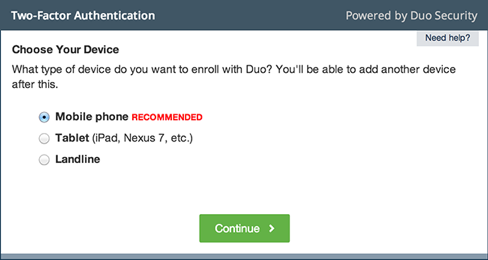 Two-Factor Authentication
Powered by Duo Security
Need help?
Choose Your Device
What type of device do you want to enroll with Duo? You'll be able to add another device
after this.
Mobile phone RECOMMENDED
Tablet (iPad, Nexus 7, etc.)
Landline
Continue